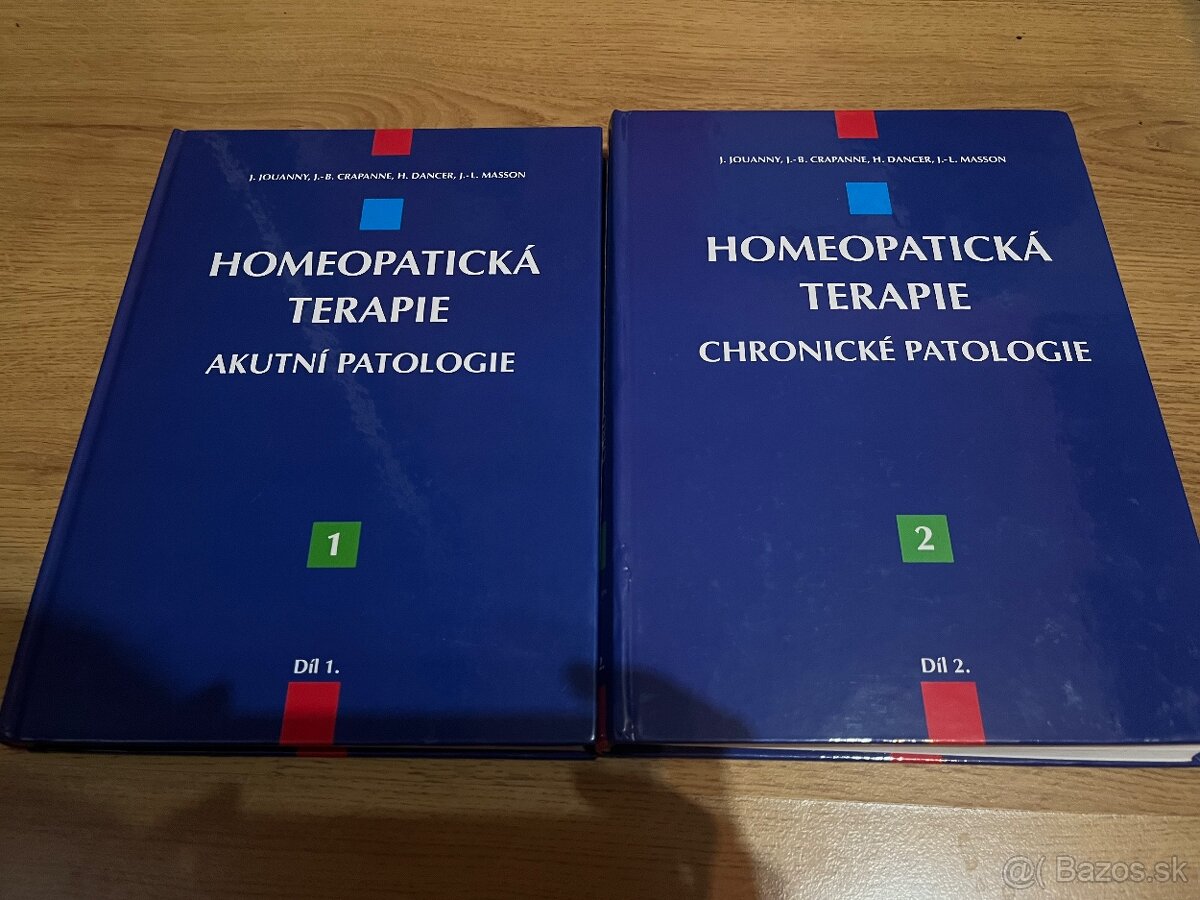 J. JOUANNY, J.-B. CRAPANNE, H. DANCER, J.-L. MASSON
HOMEOPATICKÁ
TERAPIE
AKUTNÍ PATOLOGIE
1
Díl 1.
J. JOUANNY, J.-B. CRAPANNE, H. DANCER, J.-L. MASSON
HOMEOPATICKÁ
TERAPIE
CHRONICKÉ PATOLOGIE
2
Díl 2.
@( Bazos.sk